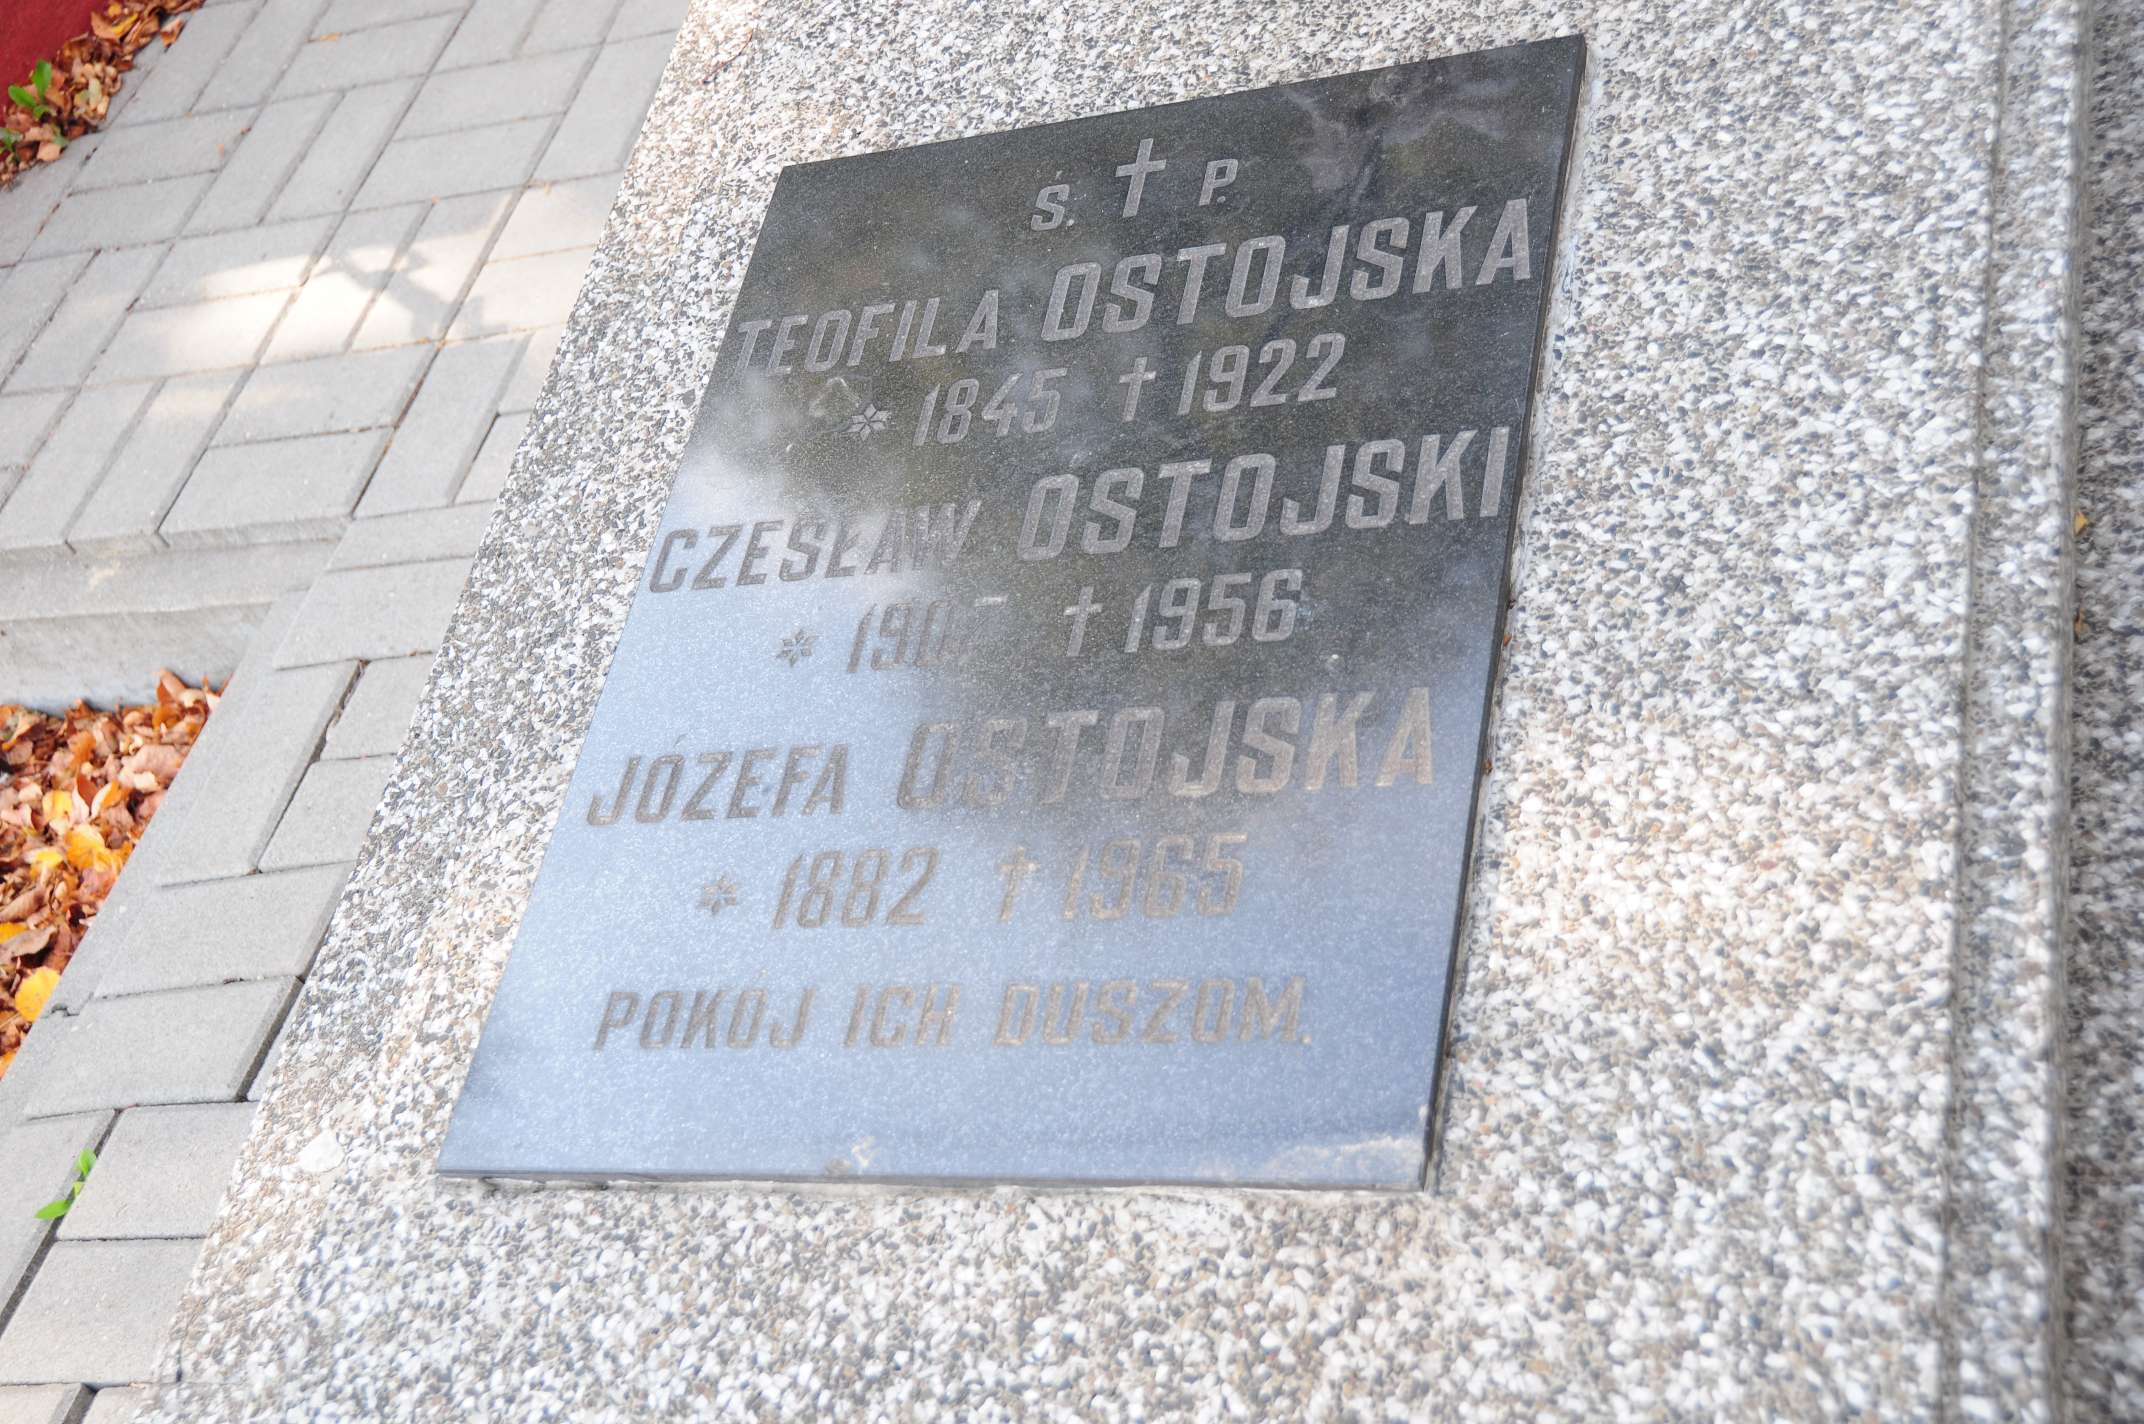 Ś. ✝ P.
TEOFILA OSTOJSKA
* 1845 ✝ 1922
CZESŁAW OSTOJSKI
* ✝ 1956
JÓZEFA OSTOJSKA
* 1882 ✝ 1965
POKÓJ ICH DUSZOM.